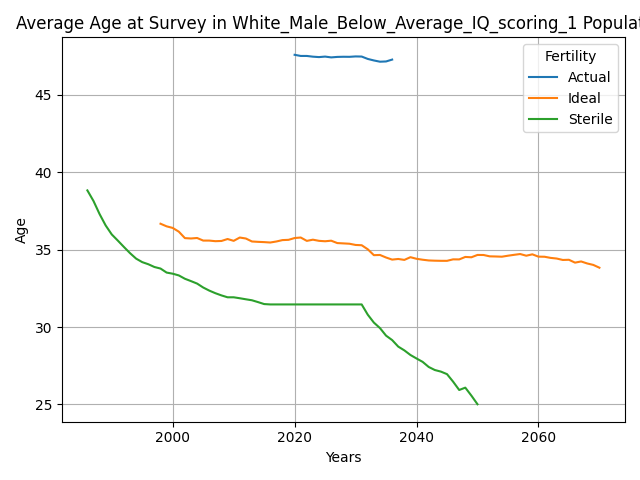 Average Age at Survey in White_Male_Below_Average_IQ_scoring_1 Populat
Fertility
Actual
Ideal
Sterile
45
40
35
30
25
Age
2000
2020
2040
2060
Years